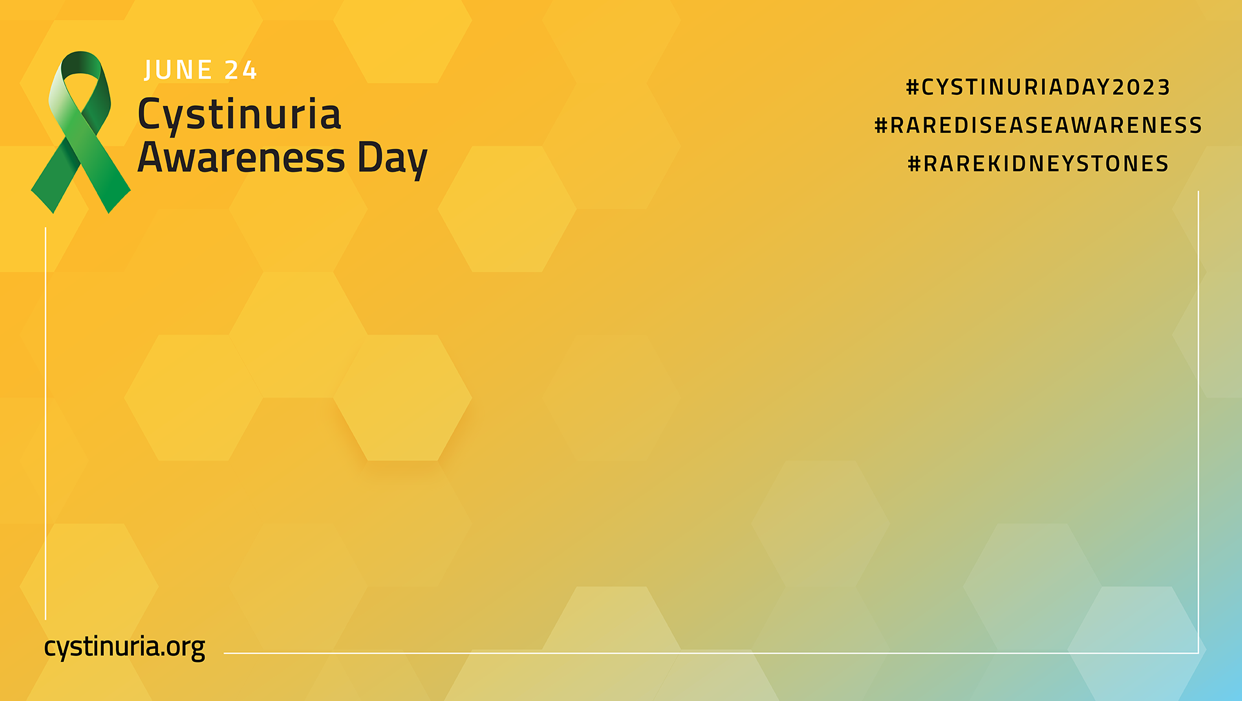 JUNE 24
Cystinuria
Awareness Day
#CYSTINURIADAY2023
#RAREDISEASEAWARENESS
#RAREKIDNEYSTONES
cystinuria.org